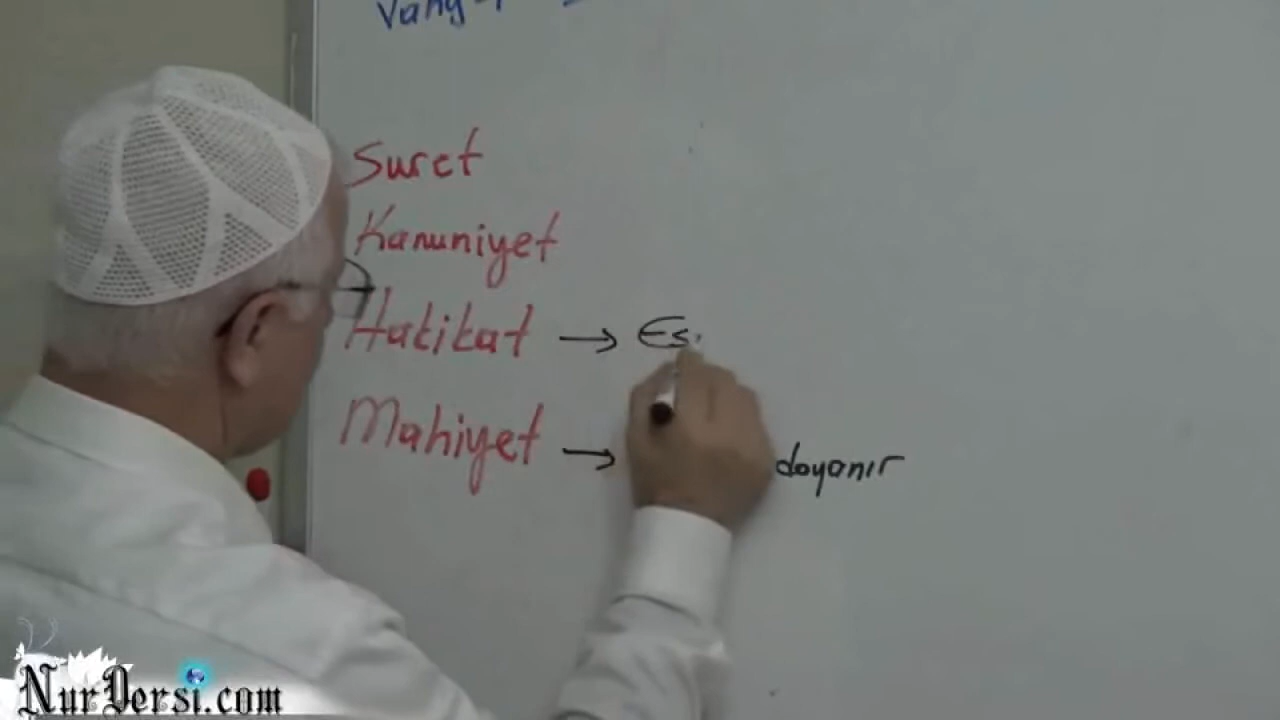 Suret
Kanuniyet
Hakikat → Es
Mahiyet → dayanır
NurDersi.com